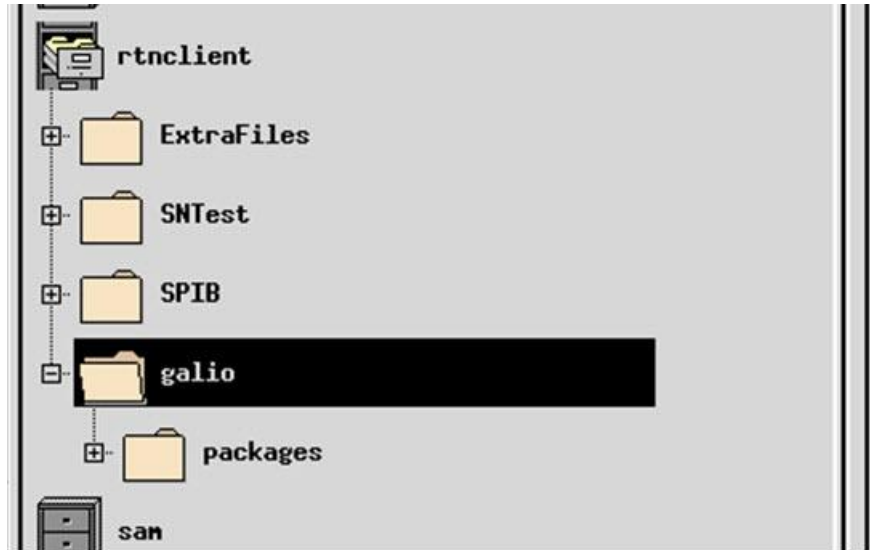 rtnclient
ExtraFiles
SNTest
SPIB
galio
packages
sam